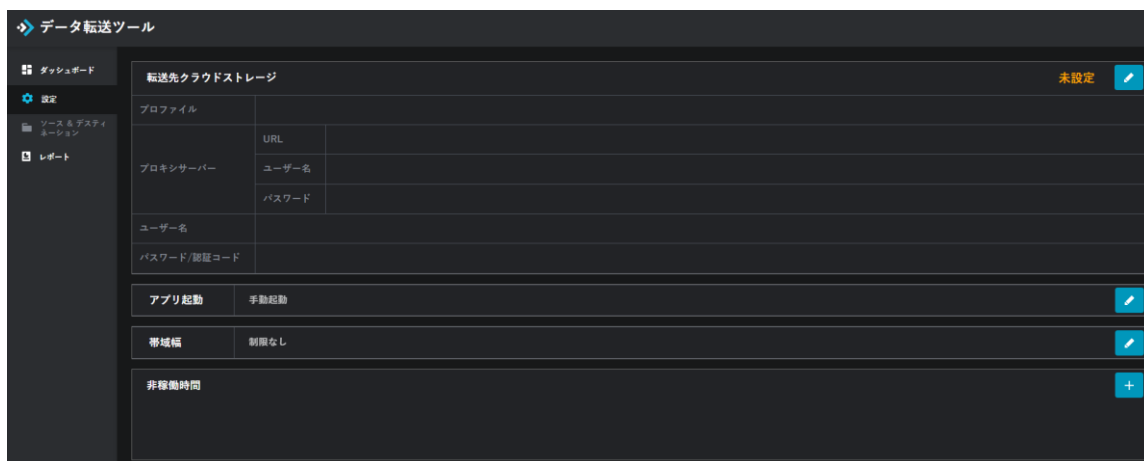 データ転送ツール
ダッシュボード
設定
ソース & デスティ
ネーション
レポート
転送先クラウドストレージ 未設定
プロファイル
プロキシサーバー
URL
ユーザー名
パスワード
ユーザー名
パスワード/認証コード
アプリ起動 手動起動
帯域幅 制限なし
非稼働時間